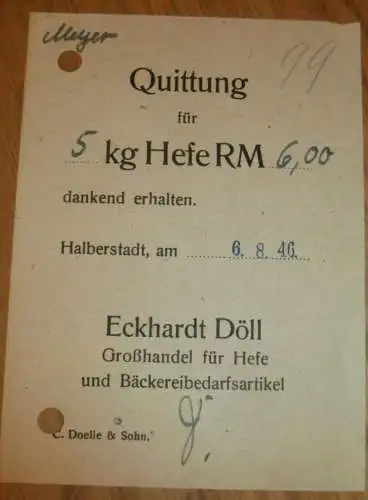 Meyer
99
Quittung
für
5 kg Hefe RM 6,00
dankend erhalten.
Halberstadt, am 6. 8. 46.
Eckhardt Döll
Großhandel für Hefe
und Bäckereibedarfsartikel
C. Doelle & Sohn.